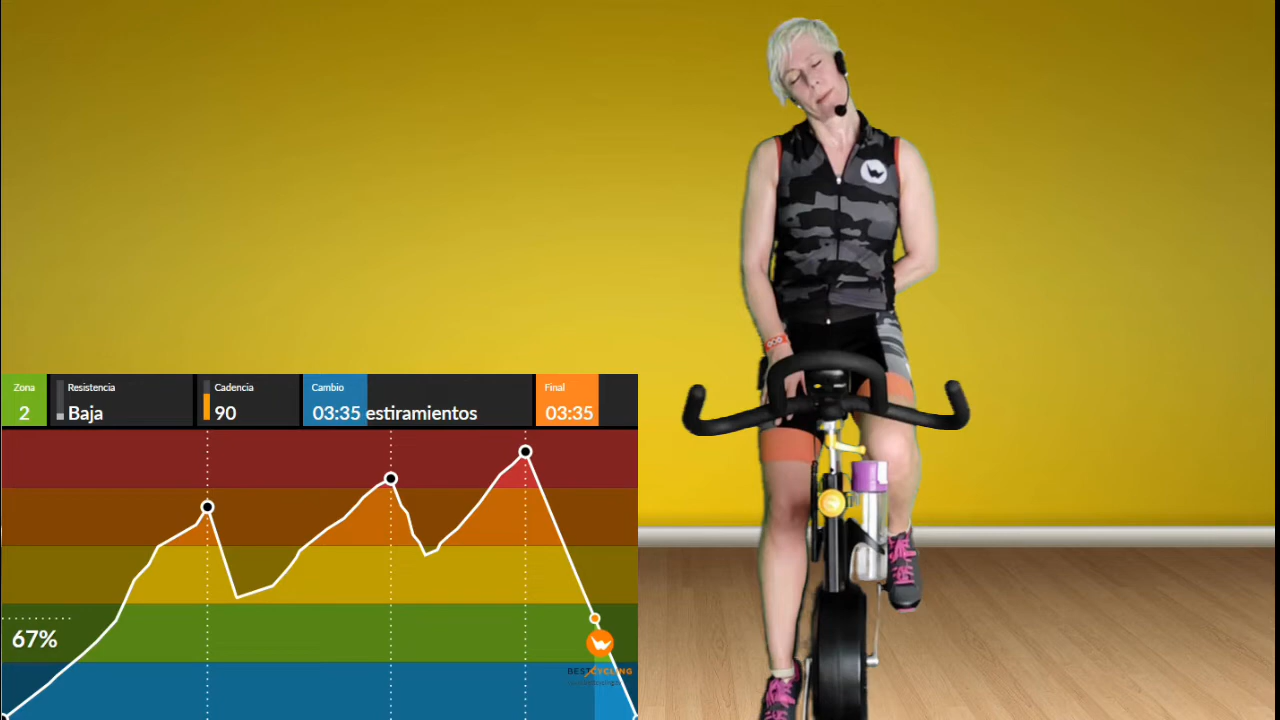 Zona
2
Resistencia
Baja
Cadencia
90
Cambio
03:35 estiramientos
Final
03:35
67%
BESTCYCLING